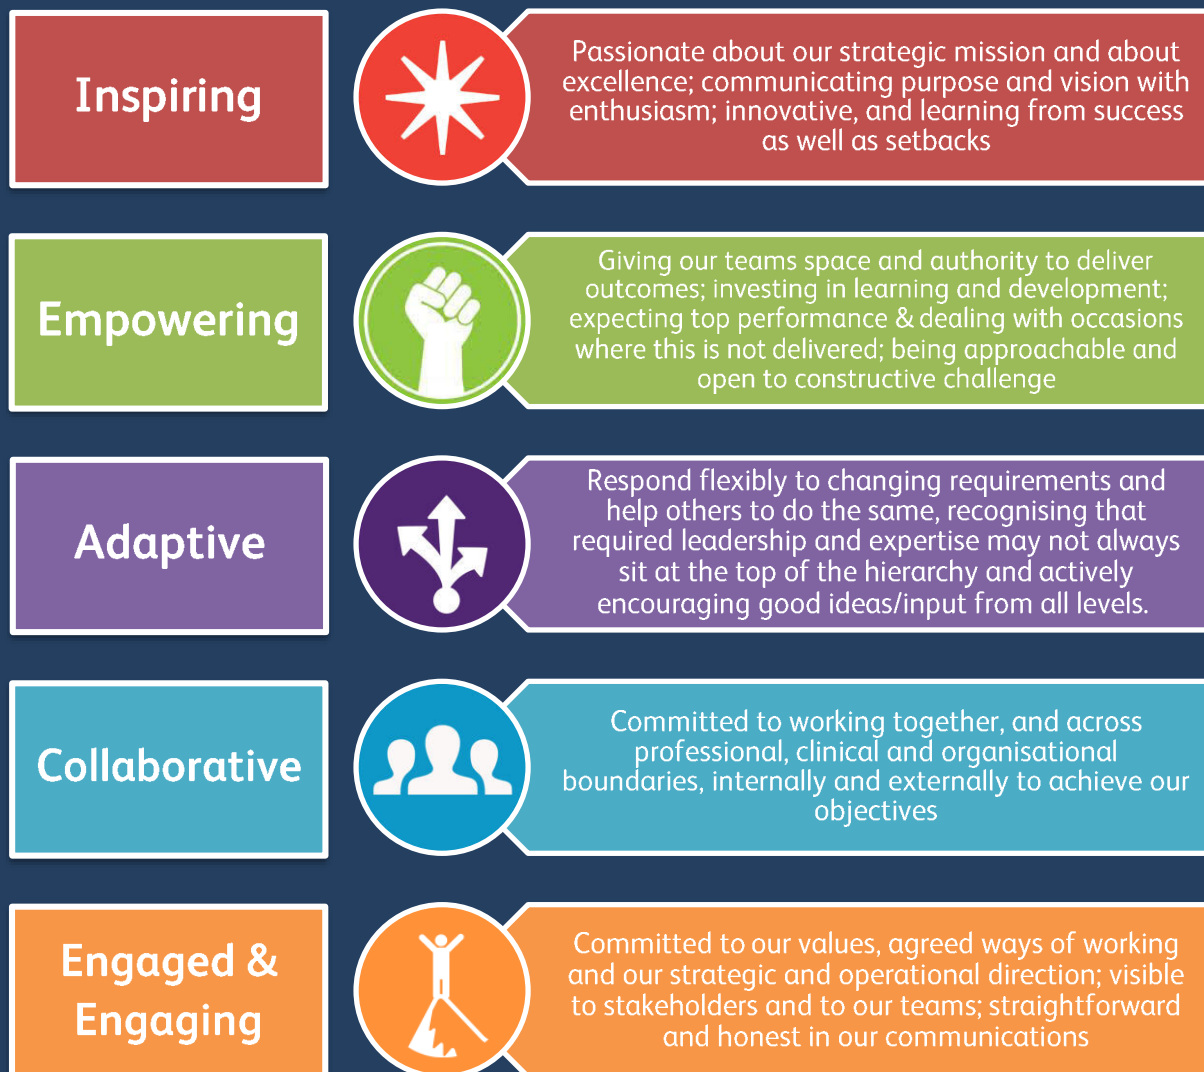 Inspiring
Passionate about our strategic mission and about
excellence; communicating purpose and vision with
enthusiasm; innovative, and learning from success
as well as setbacks
Empowering
Giving our teams space and authority to deliver
outcomes; investing in learning and development;
expecting top performance & dealing with occasions
where this is not delivered; being approachable and
open to constructive challenge
Adaptive
Respond flexibly to changing requirements and
help others to do the same, recognising that
required leadership and expertise may not always
sit at the top of the hierarchy and actively
encouraging good ideas/input from all levels.
Collaborative
Committed to working together, and across
professional, clinical and organisational
boundaries, internally and externally to achieve our
objectives
Engaged &
Engaging
Committed to our values, agreed ways of working
and our strategic and operational direction; visible
to stakeholders and to our teams; straightforward
and honest in our communications